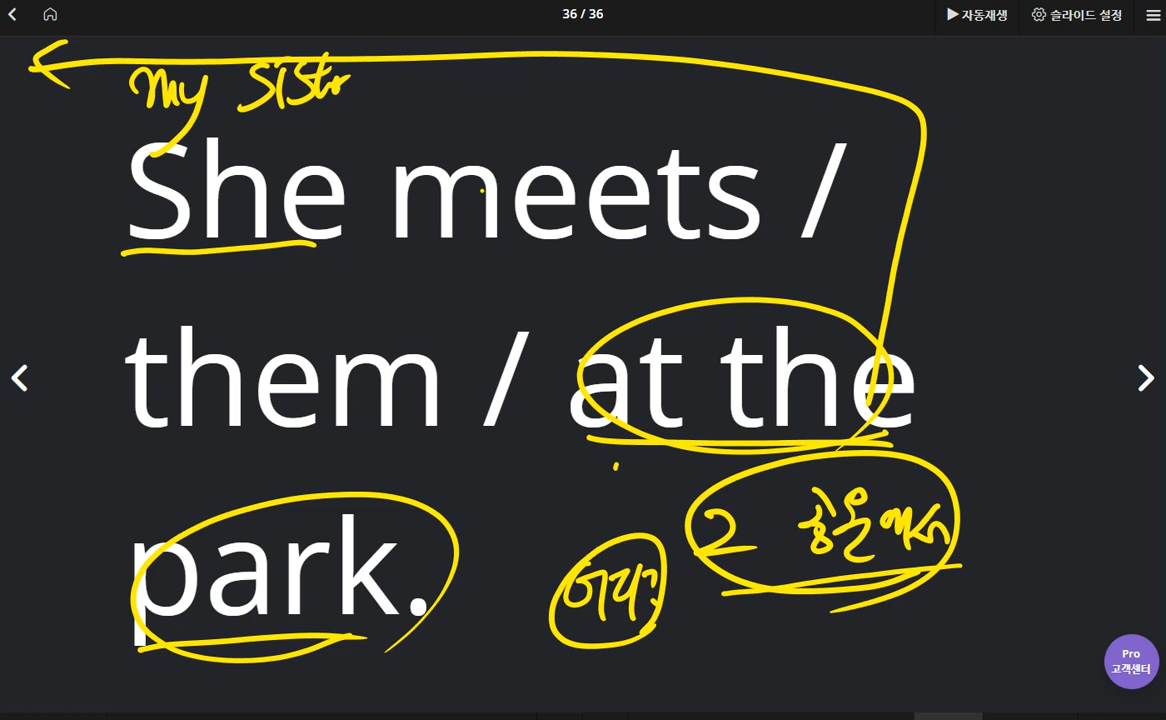 36 / 36
자동재생
슬라이드 설정
my sister
She meets /
them / at the
park.
그 공원에서
어디?
Pro
고객센터